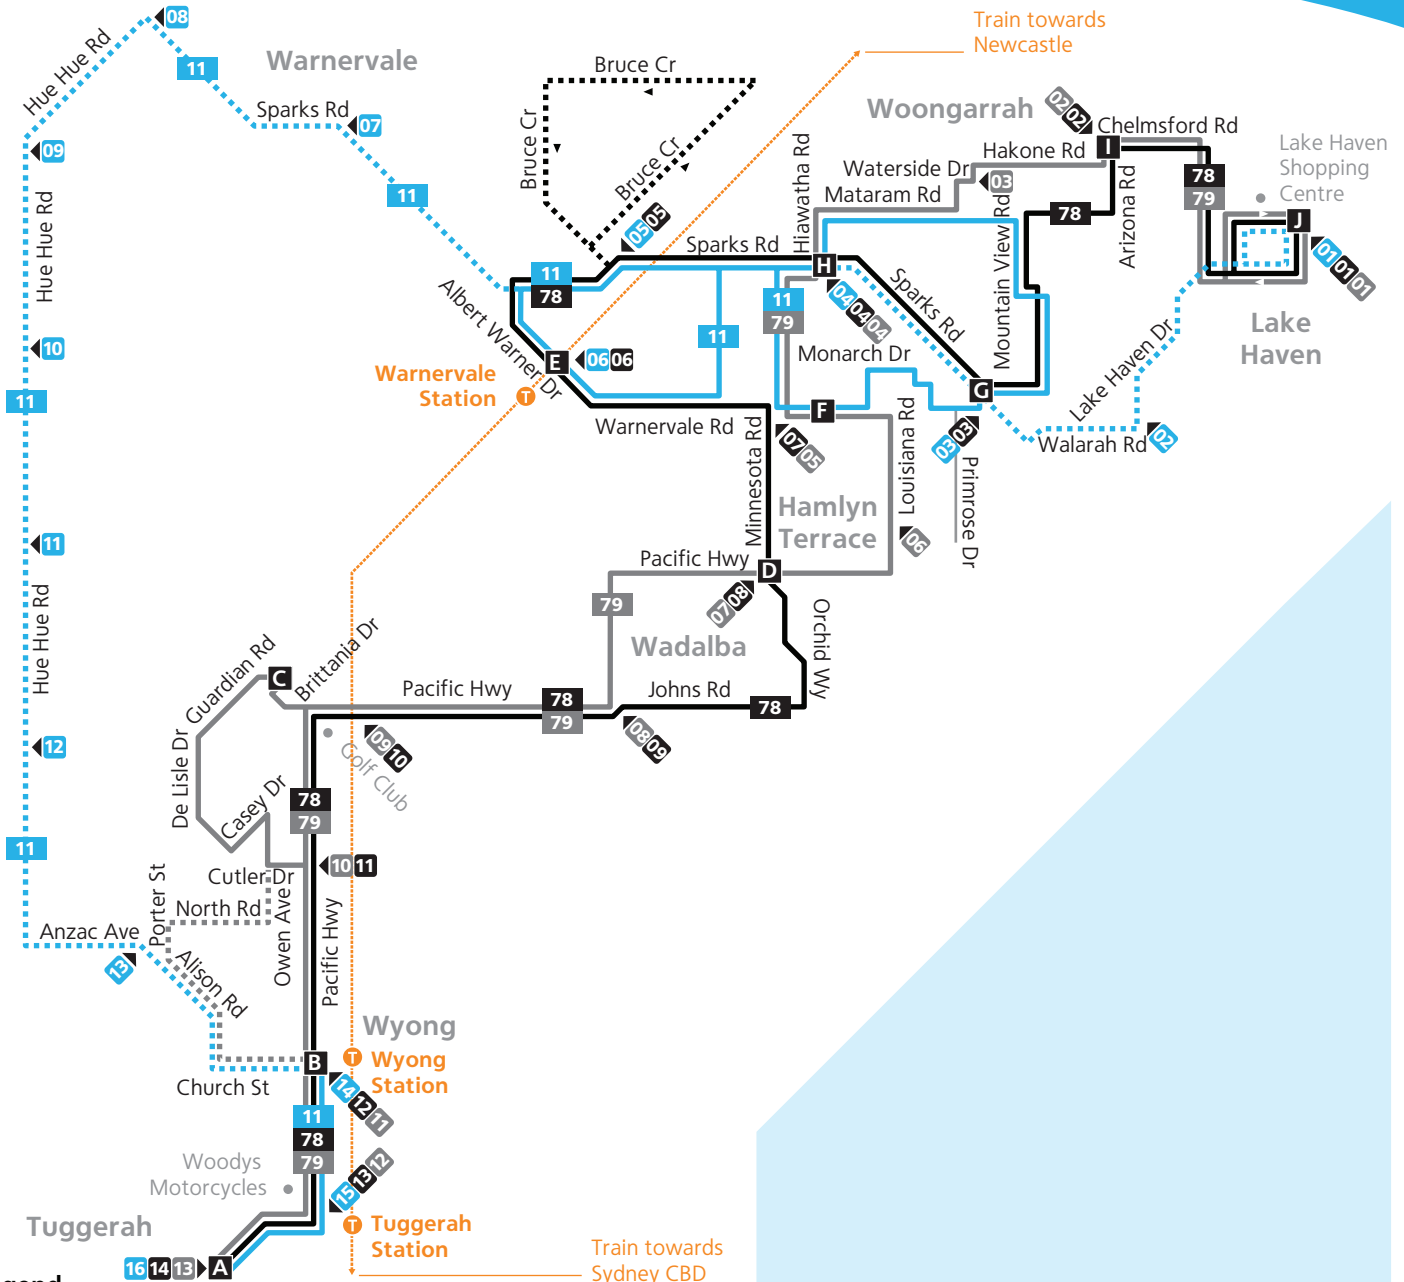 Train towards
Newcastle
08
Hue Hue Rd
11
Warnervale
Bruce Cr
Sparks Rd
07
Woongarrah
02 02
Chelmsford Rd
Lake Haven
Shopping
Centre
09
Bruce Cr
Bruce Cr
Hiawatha Rd
Hakone Rd
I
Waterside Dr
03
Mataram Rd
78
79
11
Hue Hue Rd
05 05
Sparks Rd
Mountain View Rd
78
Arizona Rd
J
01 01 01
H
11
78
Albert Warner Dr
11
79
04 04 04
Sparks Rd
Lake
Haven
10
11
Monarch Dr
Lake Haven Dr
E
06 06
Warnervale
Station
T
11
F
G
Warnervale Rd
Minnesota Rd
07 05
Louisiana Rd
03 03
Primrose Dr
Walarah Rd
02
11
Hamlyn
Terrace
06
Pacific Hwy
D
07 08
Hue Hue Rd
79
Wadalba
Orchid Wy
Guardian Rd
C
Brittania Dr
Pacific Hwy
78
79
Johns Rd
78
12
De Lisle Dr
09 10
Golf Club
08 09
Casey Dr
78
79
11
Porter St
Cutler Dr
10 11
North Rd
Anzac Ave
13
Alison Rd
Owen Ave
Pacific Hwy
Wyong
B
T
Wyong
Station
Church St
14 12 11
11
78
79
Woodys
Motorcycles
15 13 12
Tuggerah
T
Tuggerah
Station
16 14 13
A
Train towards
Sydney CBD